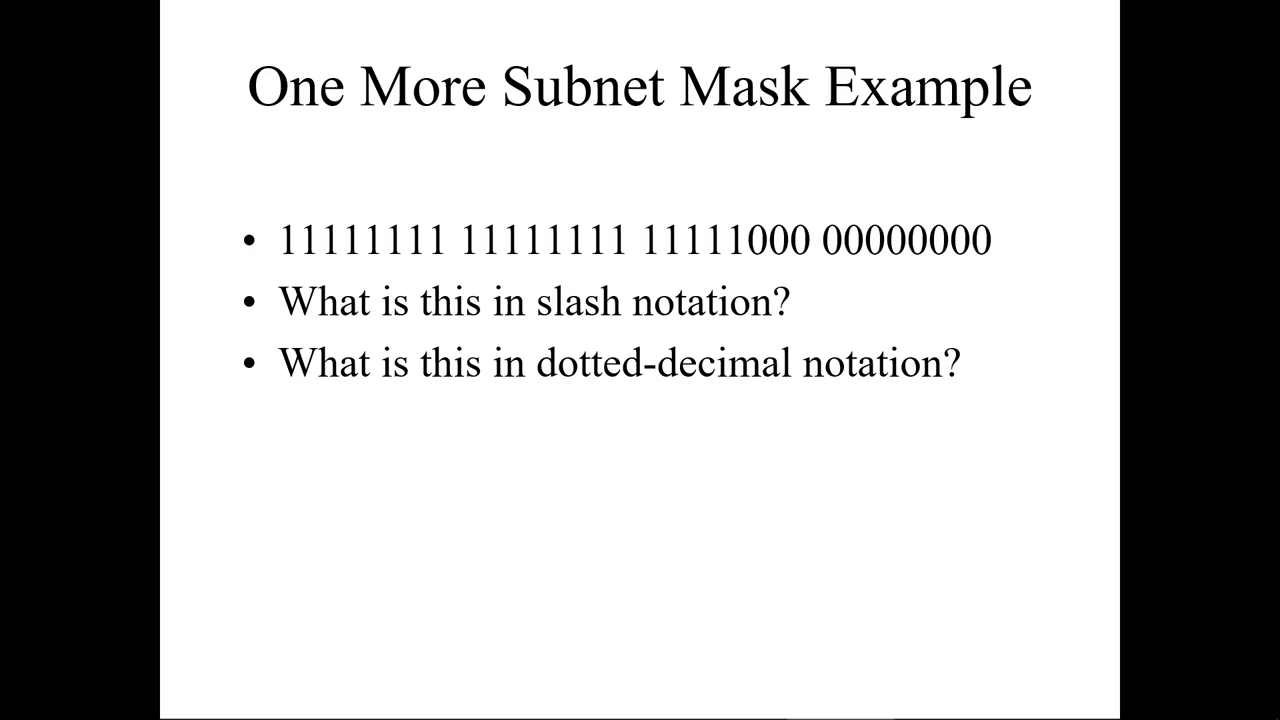 One More Subnet Mask Example
• 11111111 11111111 11111000 00000000
• What is this in slash notation?
• What is this in dotted-decimal notation?